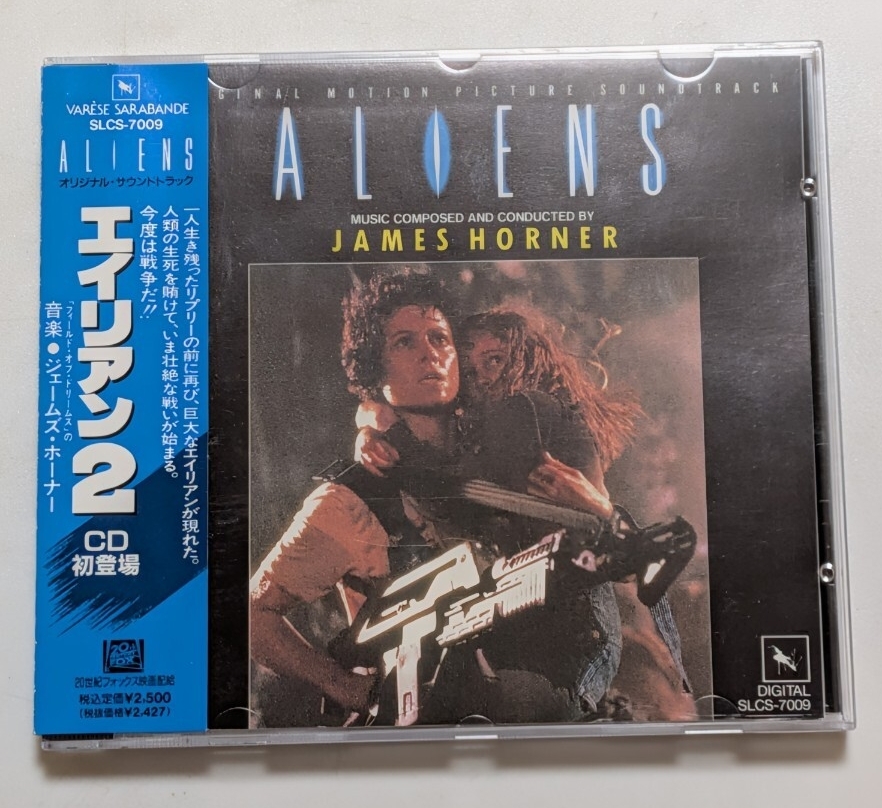 VARÈSE SARABANDE
SLCS-7009
ALIENS
オリジナル・サウンドトラック
一人生き残ったリプリーの前に再び、巨大なエイリアンが現れた。
人類の生死を賭けて、いま壮絶な戦いが始まる。
今度は戦争だ!!
エイリアン2
「フィールド・オブ・ドリームス」の
音楽●ジェームズ・ホーナー
CD
初登場
20th
CENTURY
FOX
20世紀フォックス映画配給
税込定価¥2,500
(税抜価格¥2,427)
GINAL MOTION PICTURE SOUNDTRACK
ALIENS
MUSIC COMPOSED AND CONDUCTED BY
JAMES HORNER
DIGITAL
SLCS-7009